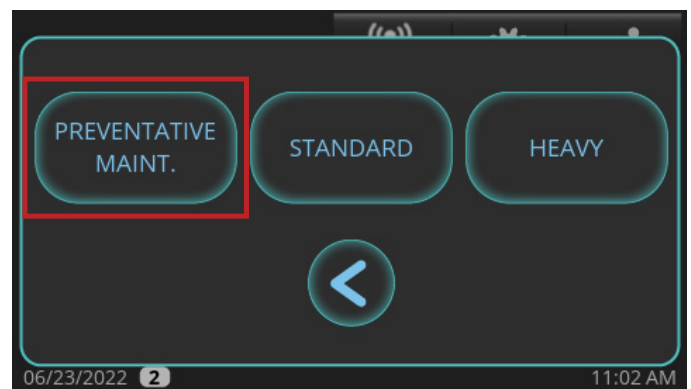 PREVENTATIVE
MAINT.
STANDARD
HEAVY
06/23/2022 2
11:02 AM